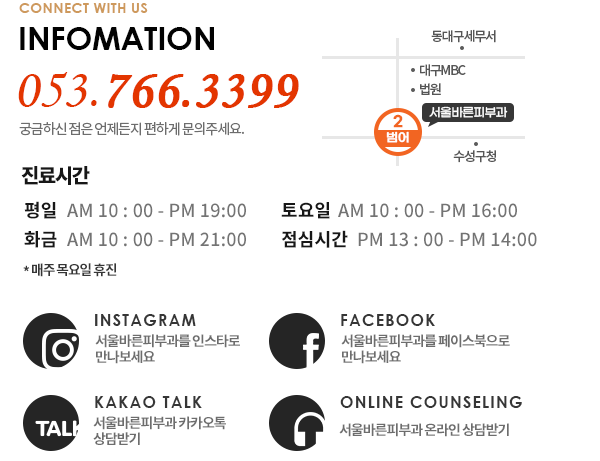 CONNECT WITH US
INFOMATION
053.766.3399
궁금하신 점은 언제든지 편하게 문의주세요.
동대구세무서
대구MBC
법원
서울바른피부과
2
범어
수성구청
진료시간
평일 AM 10 : 00 - PM 19:00
토요일 AM 10 : 00 - PM 16:00
화금 AM 10 : 00 - PM 21:00
점심시간 PM 13 : 00 - PM 14:00
* 매주 목요일 휴진
INSTAGRAM
서울바른피부과를 인스타로
만나보세요
FACEBOOK
서울바른피부과를 페이스북으로
만나보세요
TALK
KAKAO TALK
서울바른피부과 카카오톡
상담받기
ONLINE COUNSELING
서울바른피부과 온라인 상담받기